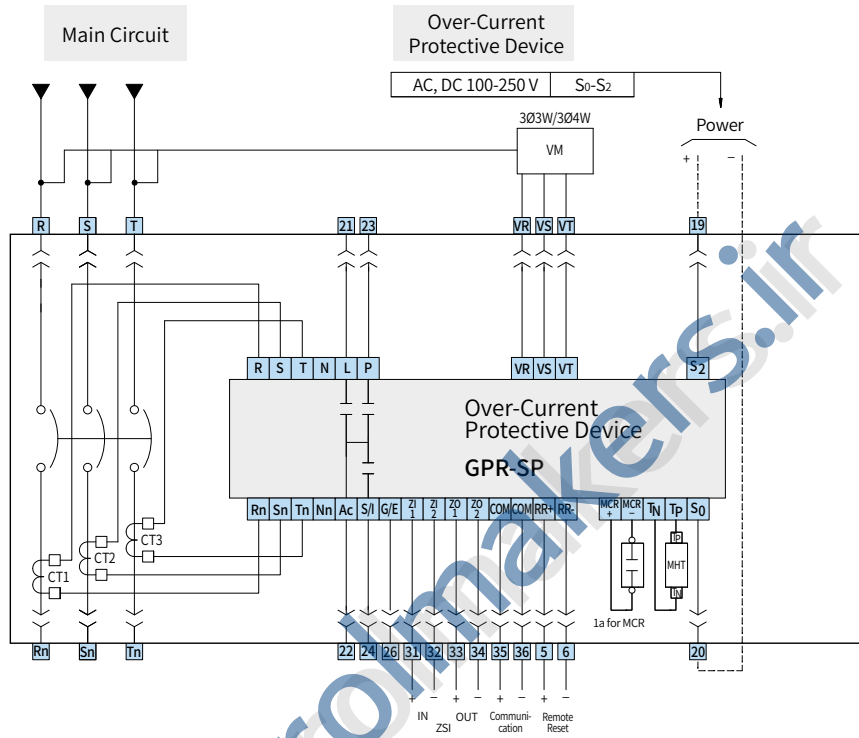 Main Circuit
Over-Current
Protective Device
AC, DC 100-250 V S0-S2
3Ø3W/3Ø4W
Power
VM
+ −
R S T 21 23 VR VS VT 19
R S T N L P VR VS VT S2
Over-Current
Protective Device
GPR-SP
Rn Sn Tn Nn Ac S/I G/E ZI 1 ZI 2 ZO 1 ZO 2 COM COM RR+ RR- MCR + MCR − TN TP S0
CT1 CT2 CT3
TP
MHT
TN
1a for MCR
Rn Sn Tn 22 24 26 31 32 33 34 35 36 5 6 20
+ − + − + − + −
IN OUT
ZSI
Communi-
cation
Remote
Reset